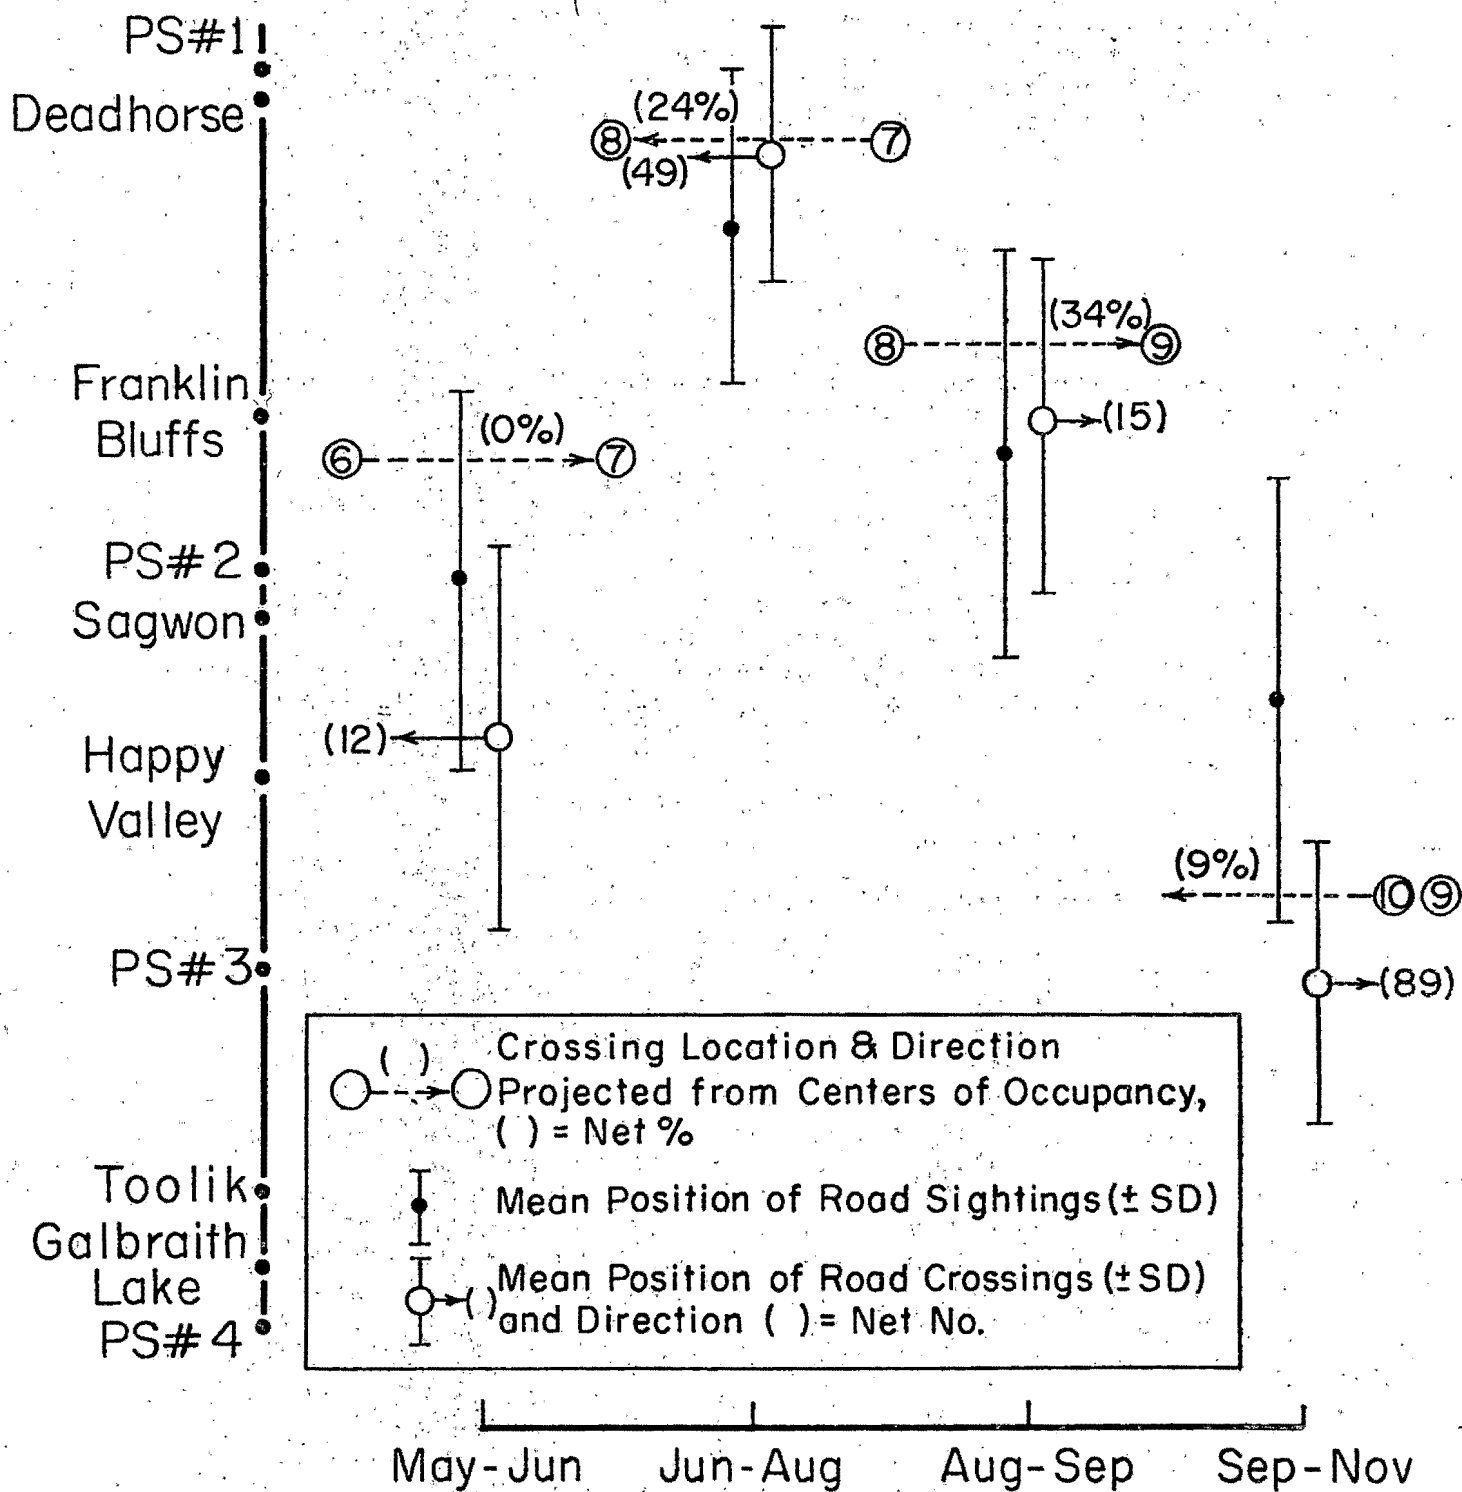 PS#1
Deadhorse
Franklin
Bluffs
PS#2
Sagwon
Happy
Valley
PS#3
Toolik
Galbraith
Lake
PS#4
(24%)
8
7
(49)
(34%)
8
9
(15)
(0%)
6
7
(12)
(9%)
10 9
(89)
( ) Crossing Location & Direction
Projected from Centers of Occupancy,
( ) = Net %
Mean Position of Road Sightings (± SD)
Mean Position of Road Crossings (± SD)
( ) and Direction ( ) = Net No.
May-Jun Jun-Aug Aug-Sep Sep-Nov